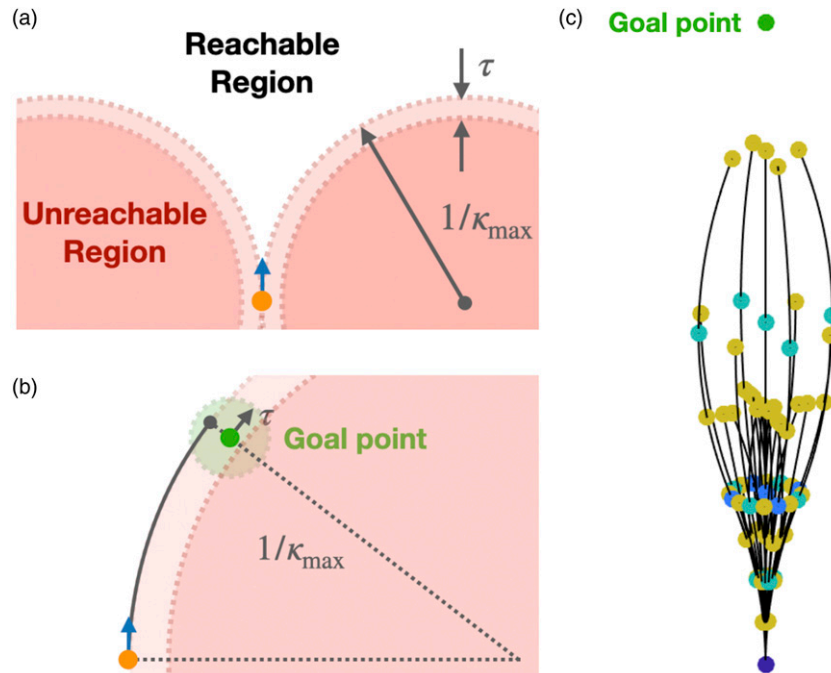 (a)
Reachable
Region
τ
Unreachable
Region
1/κmax
(b)
τ
Goal point
1/κmax
(c)
Goal point